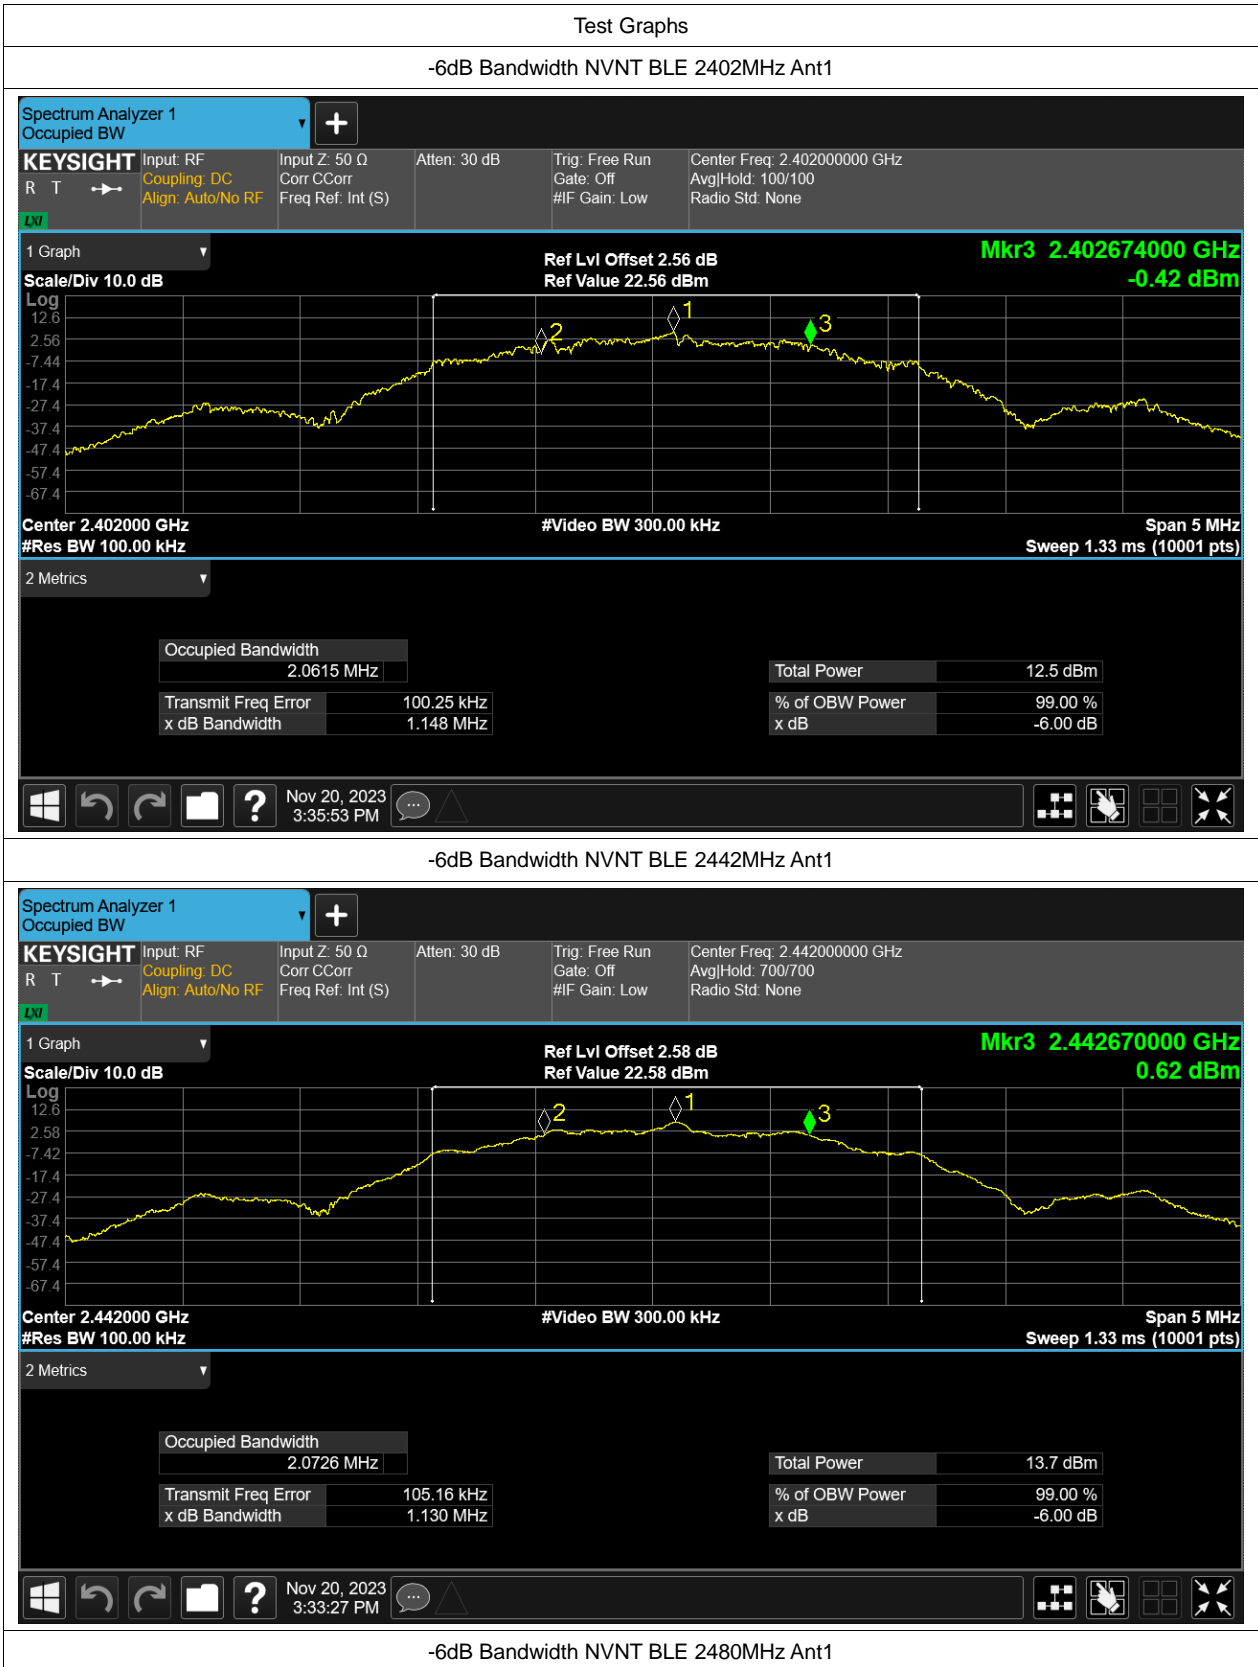 Test Graphs
-6dB Bandwidth NVNT BLE 2402MHz Ant1
Spectrum Analyzer 1
Occupied BW
KEYSIGHT
R T
LXI
Input: RF
Coupling: DC
Align: Auto/No RF
Input Z: 50 Ω
Corr CCorr
Freq Ref: Int (S)
Atten: 30 dB
Trig: Free Run
Gate: Off
#IF Gain: Low
Center Freq: 2.402000000 GHz
Avg|Hold: 100/100
Radio Std: None
1 Graph
Scale/Div 10.0 dB
Ref Lvl Offset 2.56 dB
Ref Value 22.56 dBm
Mkr3 2.402674000 GHz
-0.42 dBm
Log
12.6
2.56
-7.44
-17.4
-27.4
-37.4
-47.4
-57.4
-67.4
1
2
3
Center 2.402000 GHz
#Video BW 300.00 kHz
Span 5 MHz
#Res BW 100.00 kHz
Sweep 1.33 ms (10001 pts)
2 Metrics
Occupied Bandwidth
2.0615 MHz
Total Power 12.5 dBm
Transmit Freq Error 100.25 kHz
% of OBW Power 99.00 %
x dB Bandwidth 1.148 MHz
x dB -6.00 dB
?
Nov 20, 2023
3:35:53 PM
-6dB Bandwidth NVNT BLE 2442MHz Ant1
Spectrum Analyzer 1
Occupied BW
KEYSIGHT
R T
LXI
Input: RF
Coupling: DC
Align: Auto/No RF
Input Z: 50 Ω
Corr CCorr
Freq Ref: Int (S)
Atten: 30 dB
Trig: Free Run
Gate: Off
#IF Gain: Low
Center Freq: 2.442000000 GHz
Avg|Hold: 700/700
Radio Std: None
1 Graph
Scale/Div 10.0 dB
Ref Lvl Offset 2.58 dB
Ref Value 22.58 dBm
Mkr3 2.442670000 GHz
0.62 dBm
Log
12.6
2.58
-7.42
-17.4
-27.4
-37.4
-47.4
-57.4
-67.4
1
2
3
Center 2.442000 GHz
#Video BW 300.00 kHz
Span 5 MHz
#Res BW 100.00 kHz
Sweep 1.33 ms (10001 pts)
2 Metrics
Occupied Bandwidth
2.0726 MHz
Total Power 13.7 dBm
Transmit Freq Error 105.16 kHz
% of OBW Power 99.00 %
x dB Bandwidth 1.130 MHz
x dB -6.00 dB
?
Nov 20, 2023
3:33:27 PM
-6dB Bandwidth NVNT BLE 2480MHz Ant1